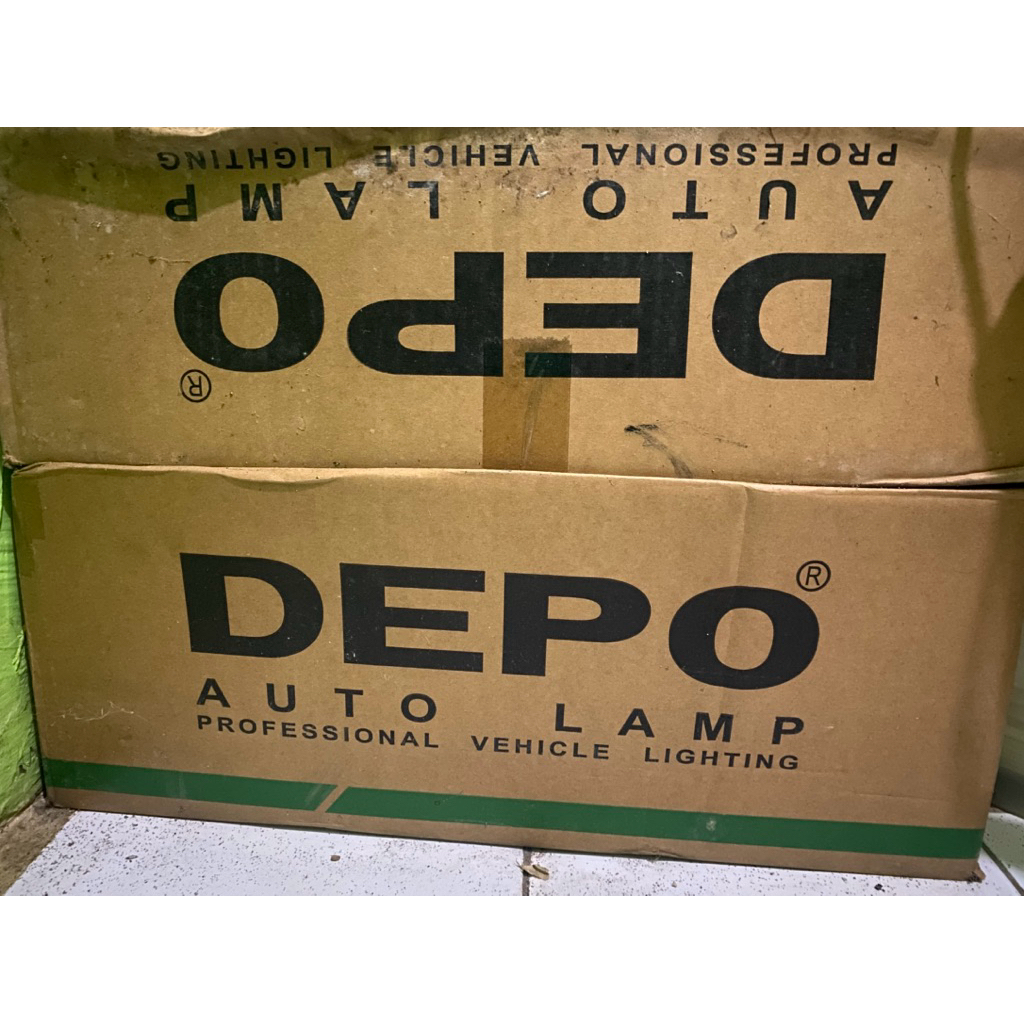 PROFESSIONAL VEHICLE LIGHTING
AUTO LAMP
DEPO®
DEPO®
AUTO LAMP
PROFESSIONAL VEHICLE LIGHTING